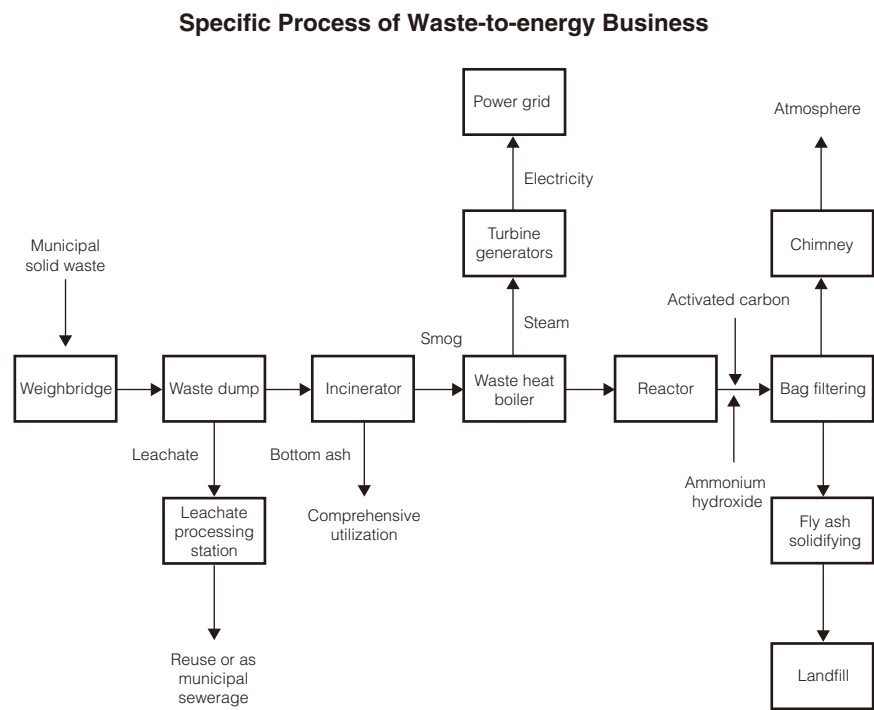 Specific Process of Waste-to-energy Business
Power grid
Atmosphere
Electricity
Turbine
generators
Chimney
Municipal
solid waste
Activated carbon
Steam
Smog
Weighbridge
Waste dump
Incinerator
Waste heat
boiler
Reactor
Bag filtering
Leachate
Bottom ash
Ammonium
hydroxide
Leachate
processing
station
Comprehensive
utilization
Fly ash
solidifying
Reuse or as
municipal
sewerage
Landfill